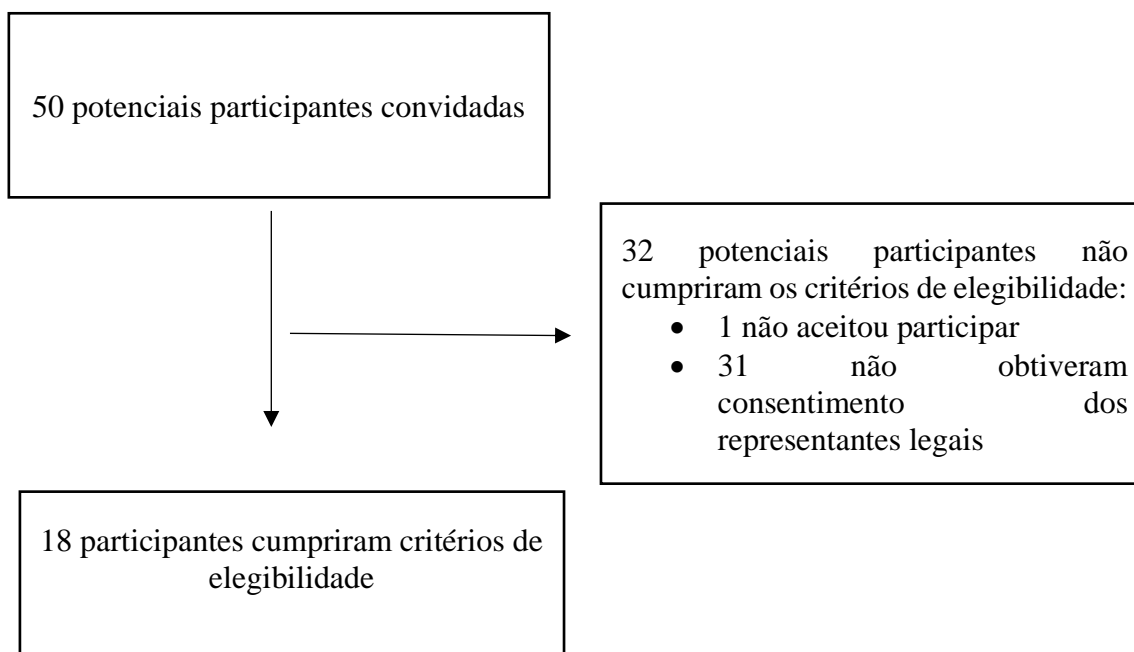 50 potenciais participantes convidadas
32 potenciais participantes não
cumpriram os critérios de elegibilidade:
• 1 não aceitou participar
• 31 não obtiveram
consentimento dos
representantes legais
18 participantes cumpriram critérios de
elegibilidade